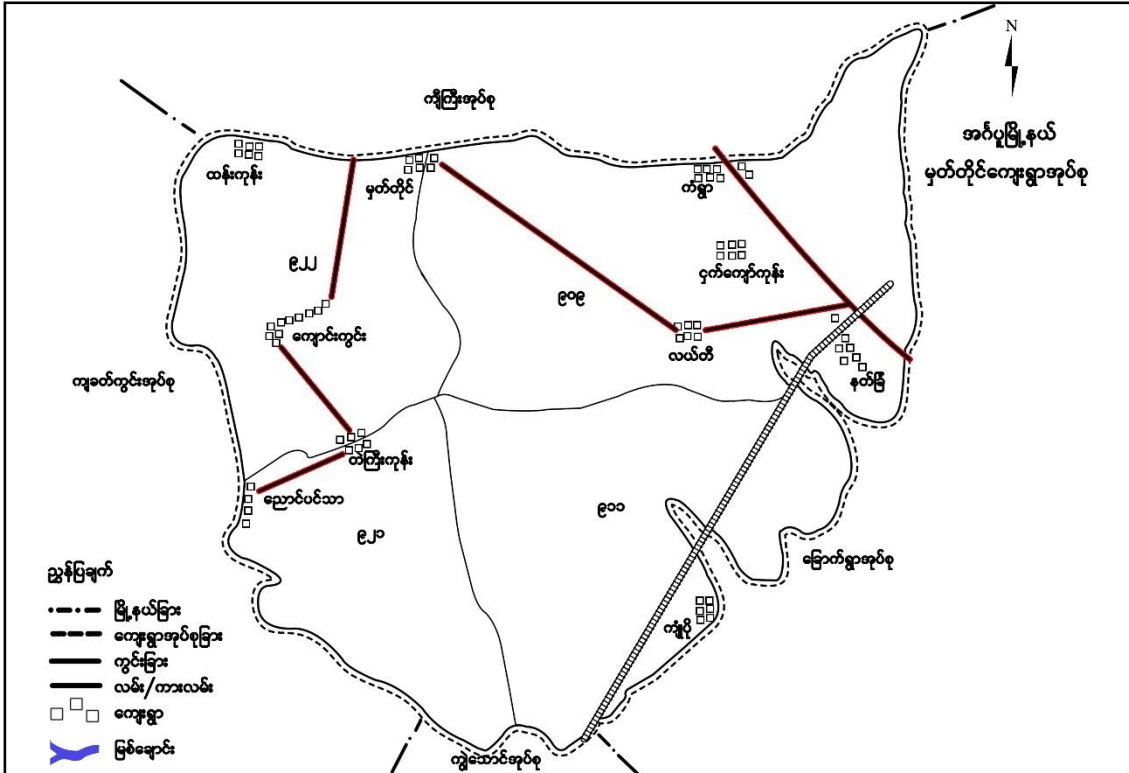 N
ကျီကြီးအုပ်စု
အင်္ဂပူမြို့နယ်
မှတ်တိုင်ကျေးရွာအုပ်စု
ထန်းကုန်း
မှတ်တိုင်
ကံရွာ
ငှက်ကျော်ကုန်း
၉၂၂
၉၀၉
ကျောင်းကွင်း
လယ်တီ
နတ်ခြီ
ကျခတ်ကွင်းအုပ်စု
တဲကြီးကုန်း
ညောင်ပင်သာ
၉၁၁
၉၂၁
ခြောက်ရွာအုပ်စု
ကျုံပို
ကွဲသောင်အုပ်စု
ညွှန်ပြချက်
မြို့နယ်ခြား
ကျေးရွာအုပ်စုခြား
ကွင်းခြား
လမ်း/ကားလမ်း
ကျေးရွာ
မြစ်ချောင်း